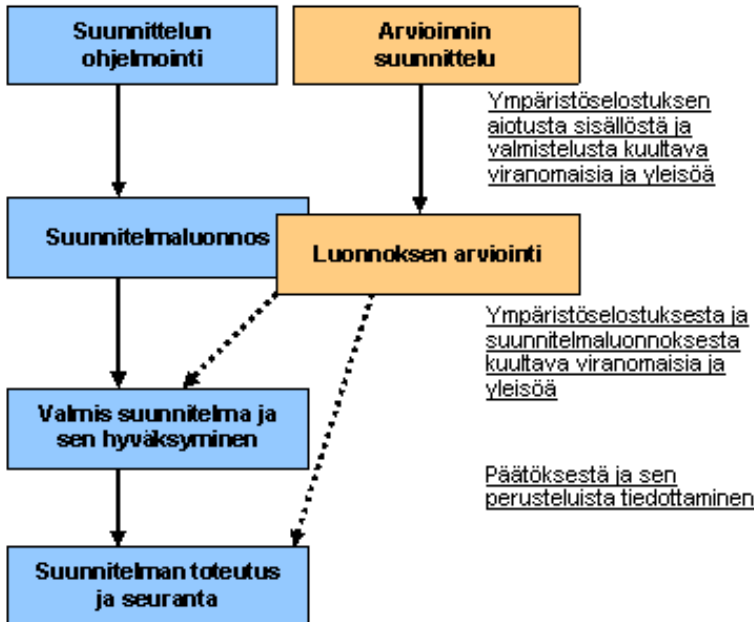 Suunnittelun
ohjelmointi
Arvioinnin
suunnittelu
Ympäristöselostuksen
aiotusta sisällöstä ja
valmistelusta kuultava
viranomaisia ja yleisöä
Suunnitelmaluonnos
Luonnoksen arviointi
Ympäristöselostuksesta ja
suunnitelmaluonnoksesta
kuultava viranomaisia ja
yleisöä
Valmis suunnitelma ja
sen hyväksyminen
Päätöksestä ja sen
perusteluista tiedottaminen
Suunnitelman toteutus
ja seuranta